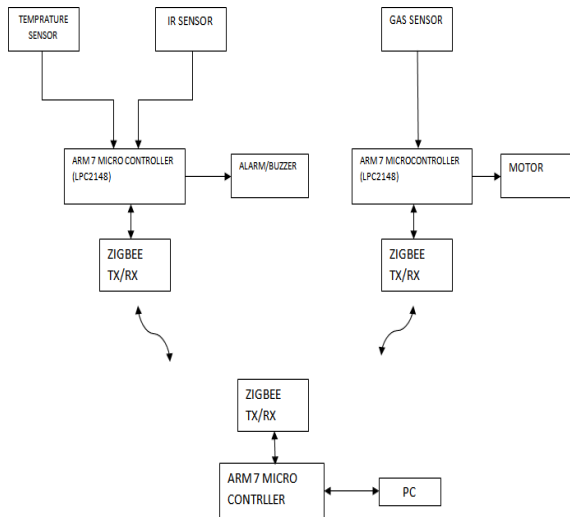 TEMPRATURE
SENSOR
IR SENSOR
GAS SENSOR
ARM 7 MICRO CONTROLLER
(LPC2148)
ALARM/BUZZER
ARM 7 MICROCONTROLLER
(LPC2148)
MOTOR
ZIGBEE
TX/RX
ZIGBEE
TX/RX
ZIGBEE
TX/RX
ARM 7 MICRO
CONTRLLER
PC